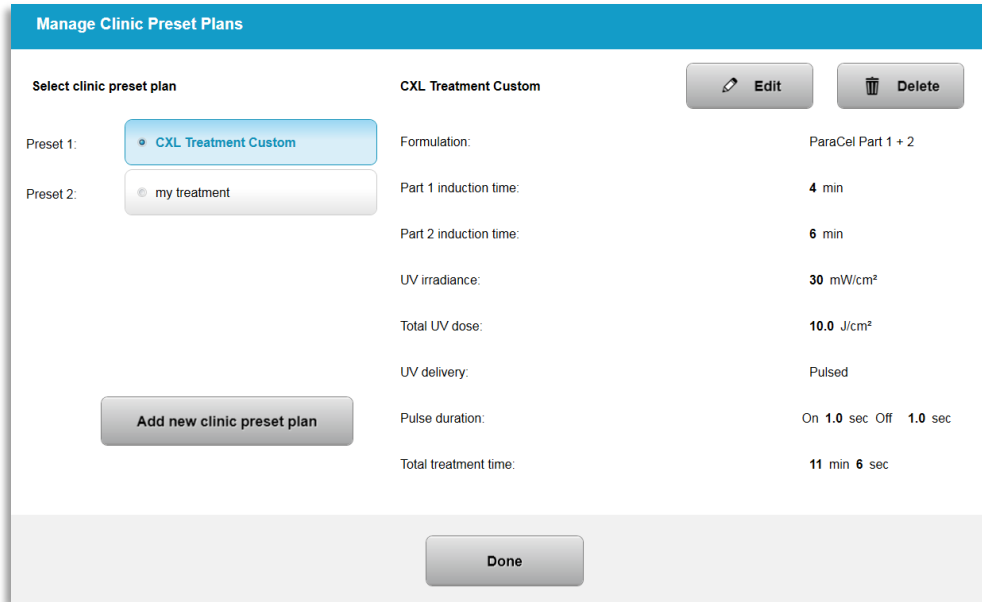 Manage Clinic Preset Plans
Select clinic preset plan
Preset 1: CXL Treatment Custom
Preset 2: my treatment
Add new clinic preset plan
CXL Treatment Custom
Edit
Delete
Formulation: ParaCel Part 1 + 2
Part 1 induction time: 4 min
Part 2 induction time: 6 min
UV irradiance: 30 mW/cm²
Total UV dose: 10.0 J/cm²
UV delivery: Pulsed
Pulse duration: On 1.0 sec Off 1.0 sec
Total treatment time: 11 min 6 sec
Done